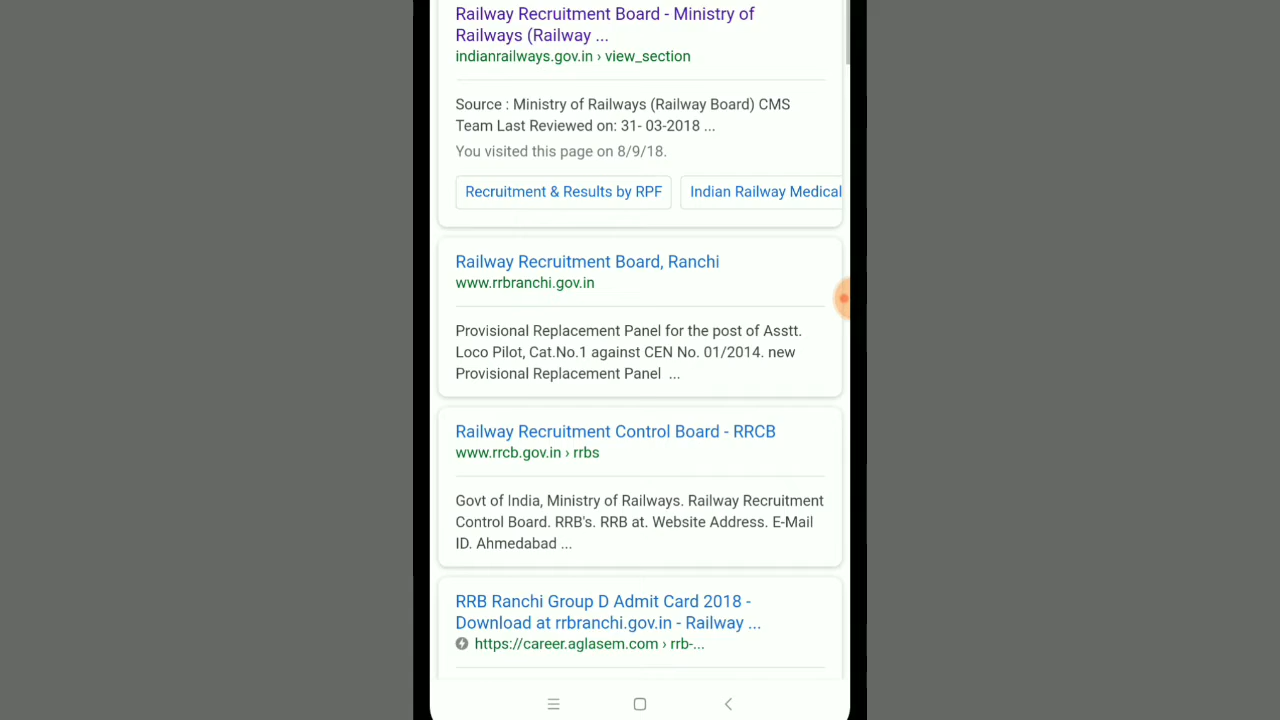 Railway Recruitment Board - Ministry of
Railways (Railway ...
indianrailways.gov.in › view_section
Source : Ministry of Railways (Railway Board) CMS
Team Last Reviewed on: 31- 03-2018 ...
You visited this page on 8/9/18.
Recruitment & Results by RPF
Indian Railway Medical
Railway Recruitment Board, Ranchi
www.rrbranchi.gov.in
Provisional Replacement Panel for the post of Asstt.
Loco Pilot, Cat.No.1 against CEN No. 01/2014. new
Provisional Replacement Panel ...
Railway Recruitment Control Board - RRCB
www.rrcb.gov.in › rrbs
Govt of India, Ministry of Railways. Railway Recruitment
Control Board. RRB's. RRB at. Website Address. E-Mail
ID. Ahmedabad ...
RRB Ranchi Group D Admit Card 2018 -
Download at rrbranchi.gov.in - Railway ...
https://career.aglasem.com › rrb-...